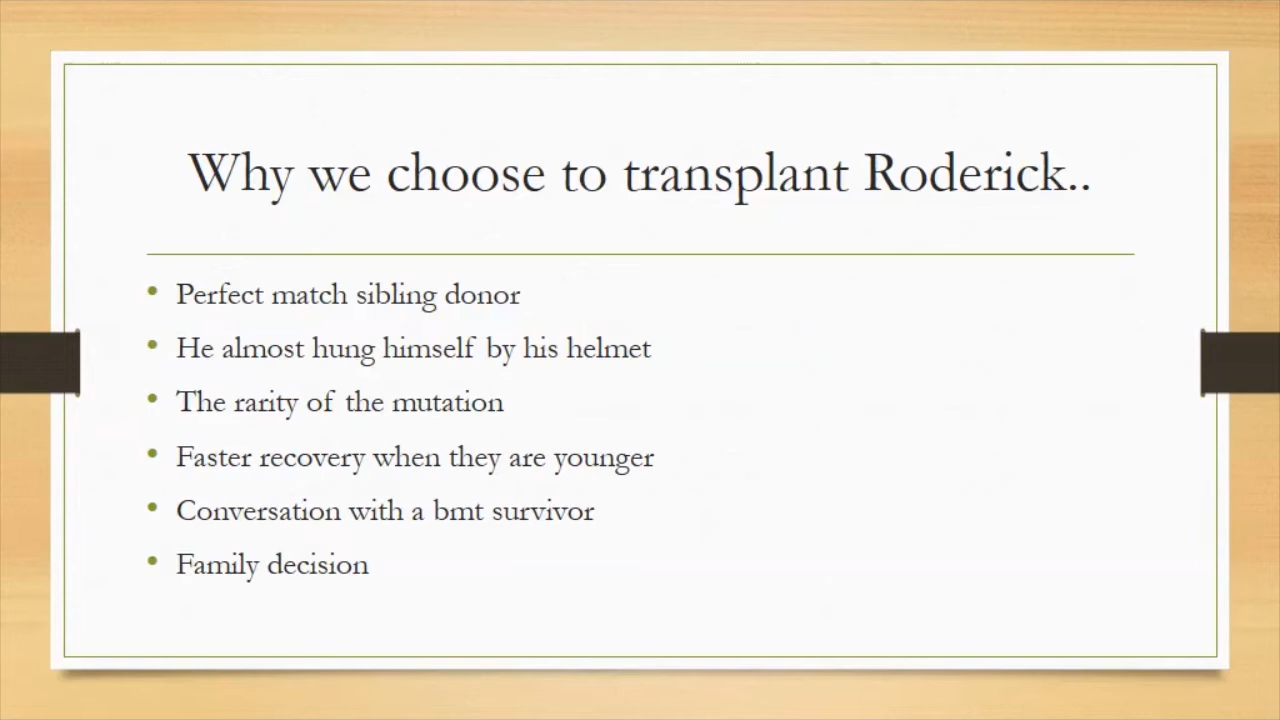 Why we choose to transplant Roderick..
• Perfect match sibling donor
• He almost hung himself by his helmet
• The rarity of the mutation
• Faster recovery when they are younger
• Conversation with a bmt survivor
• Family decision